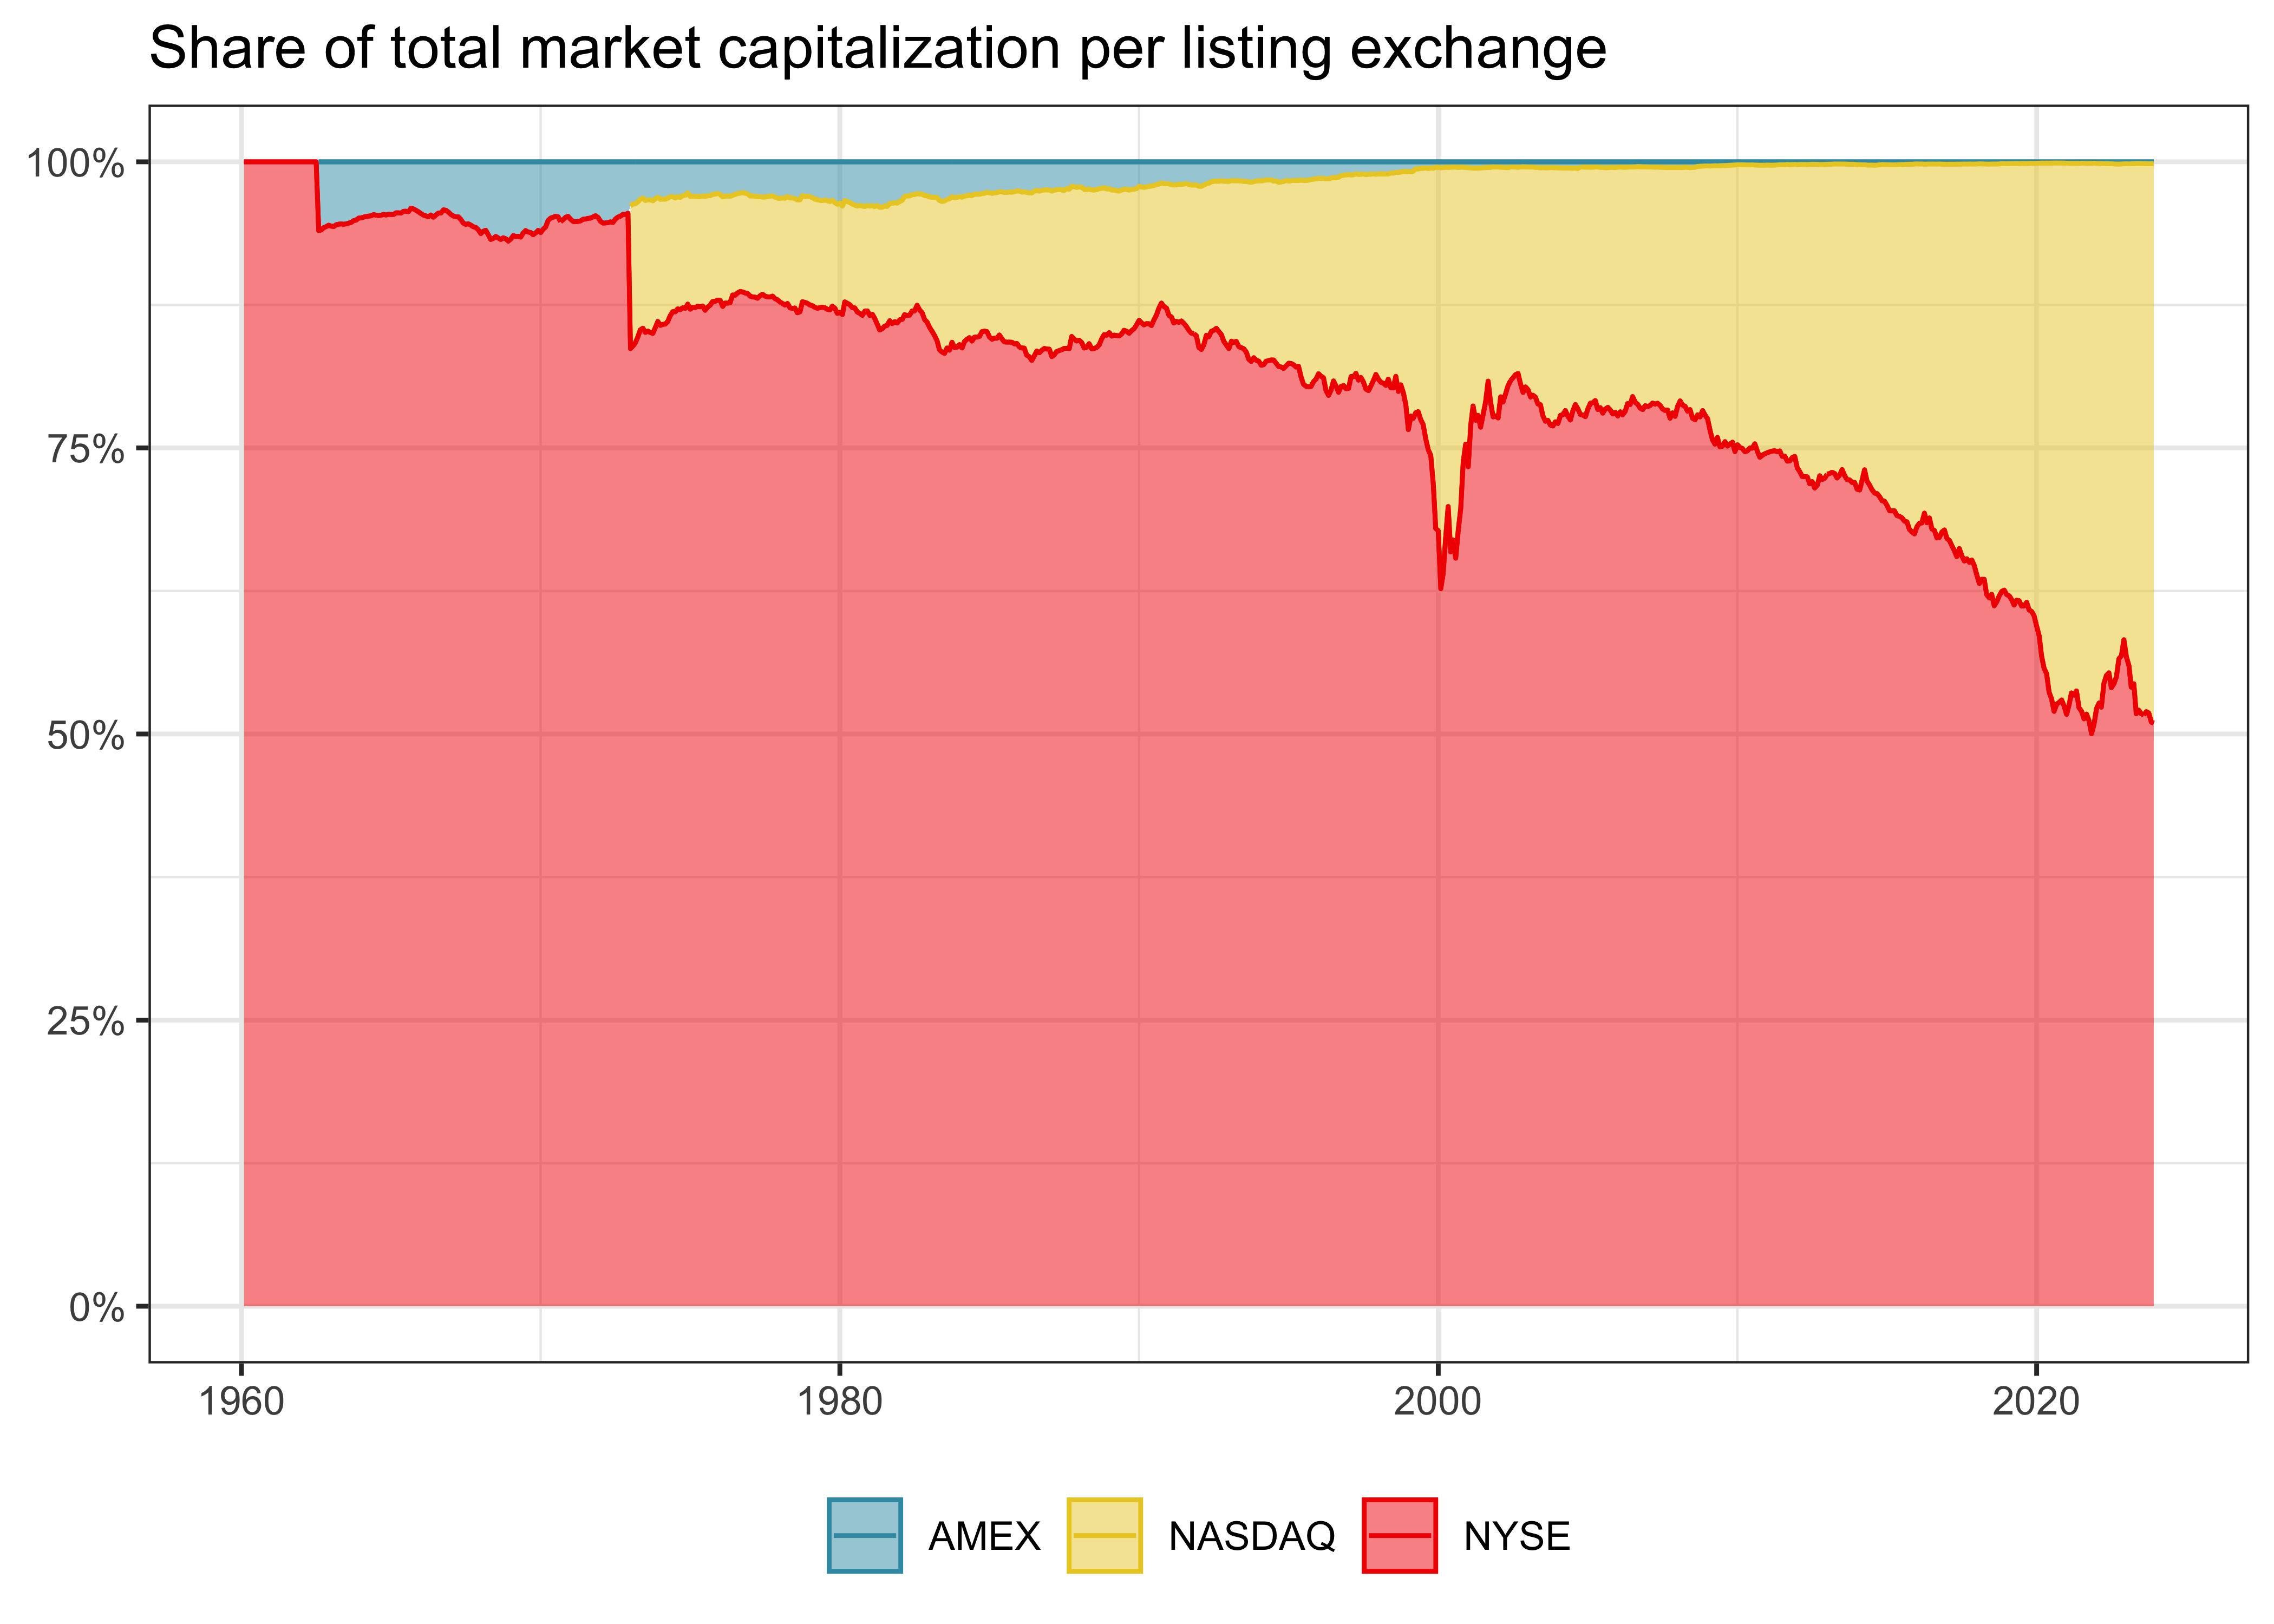 Share of total market capitalization per listing exchange
100%
75%
50%
25%
0%
1960 1980 2000 2020
AMEX NASDAQ NYSE